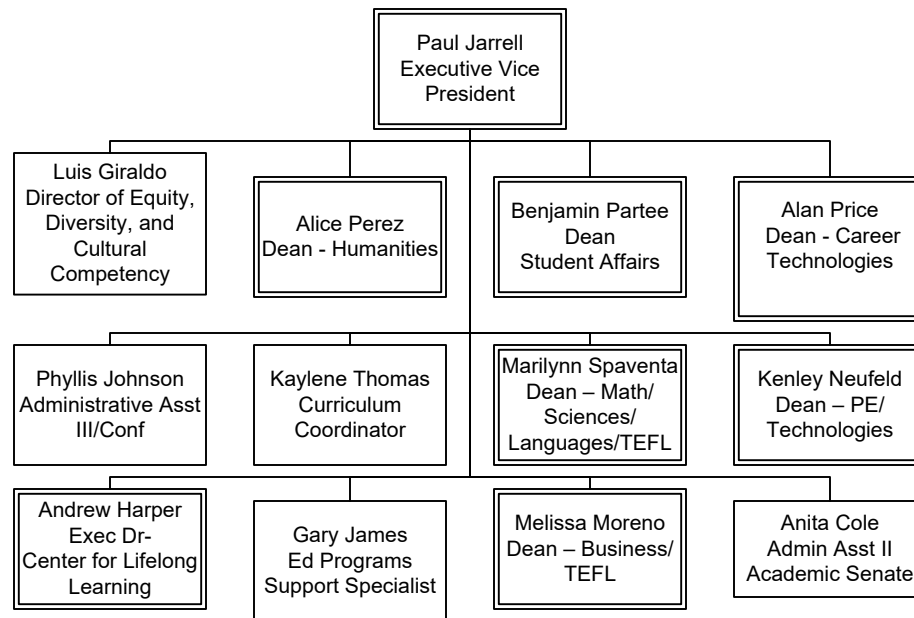 Paul Jarrell
Executive Vice
President
Luis Giraldo
Director of Equity,
Diversity, and
Cultural
Competency
Alice Perez
Dean - Humanities
Benjamin Partee
Dean
Student Affairs
Alan Price
Dean - Career
Technologies
Phyllis Johnson
Administrative Asst
III/Conf
Kaylene Thomas
Curriculum
Coordinator
Marilynn Spaventa
Dean – Math/
Sciences/
Languages/TEFL
Kenley Neufeld
Dean – PE/
Technologies
Andrew Harper
Exec Dr-
Center for Lifelong
Learning
Gary James
Ed Programs
Support Specialist
Melissa Moreno
Dean – Business/
TEFL
Anita Cole
Admin Asst II
Academic Senate